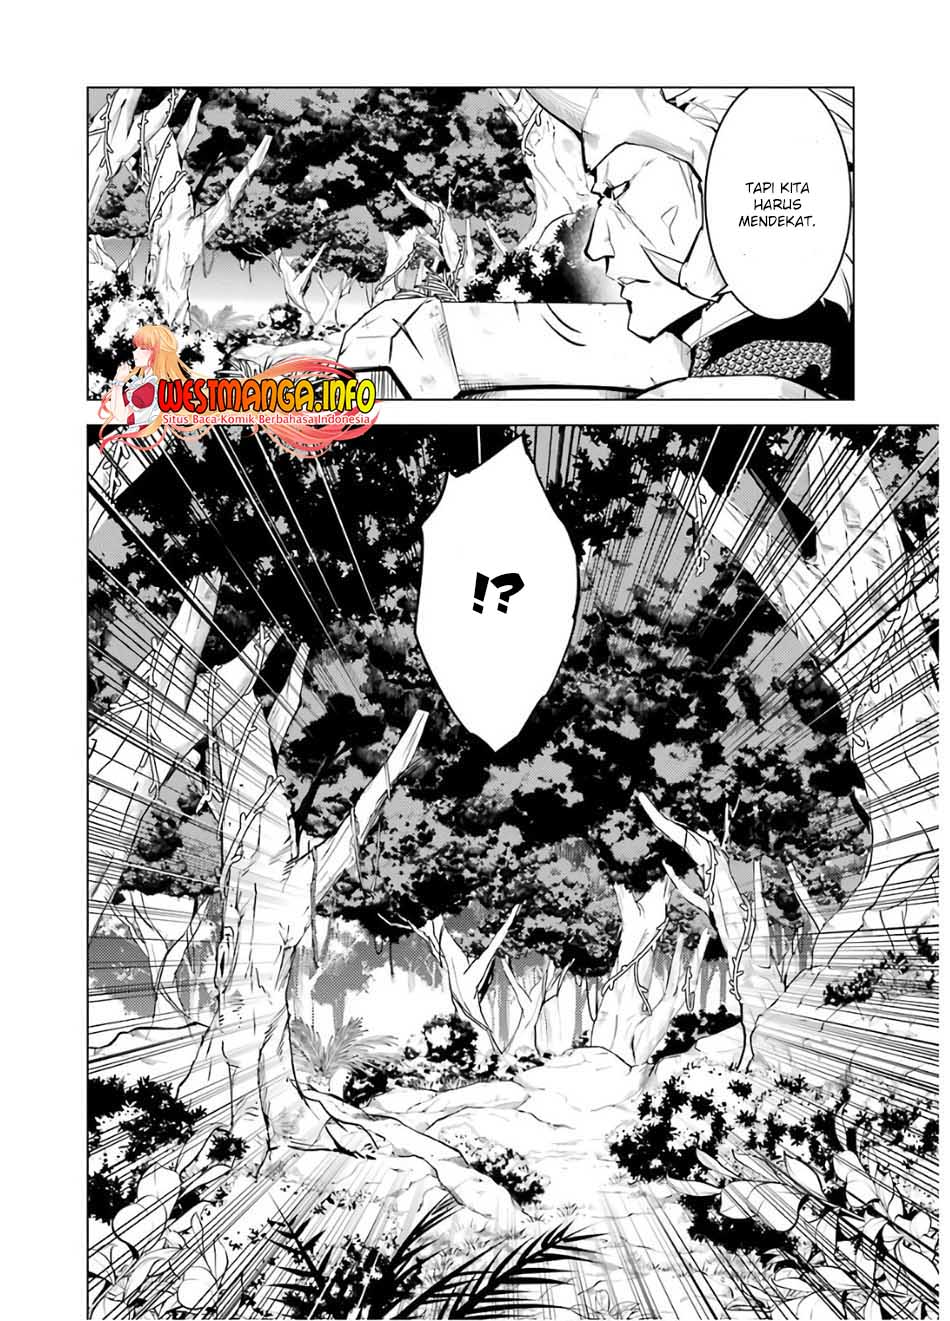 TAPI KITA
HARUS
MENDEKAT.
WESTMANGA.INFO
Situs Baca Komik Berbahasa Indonesia
!?